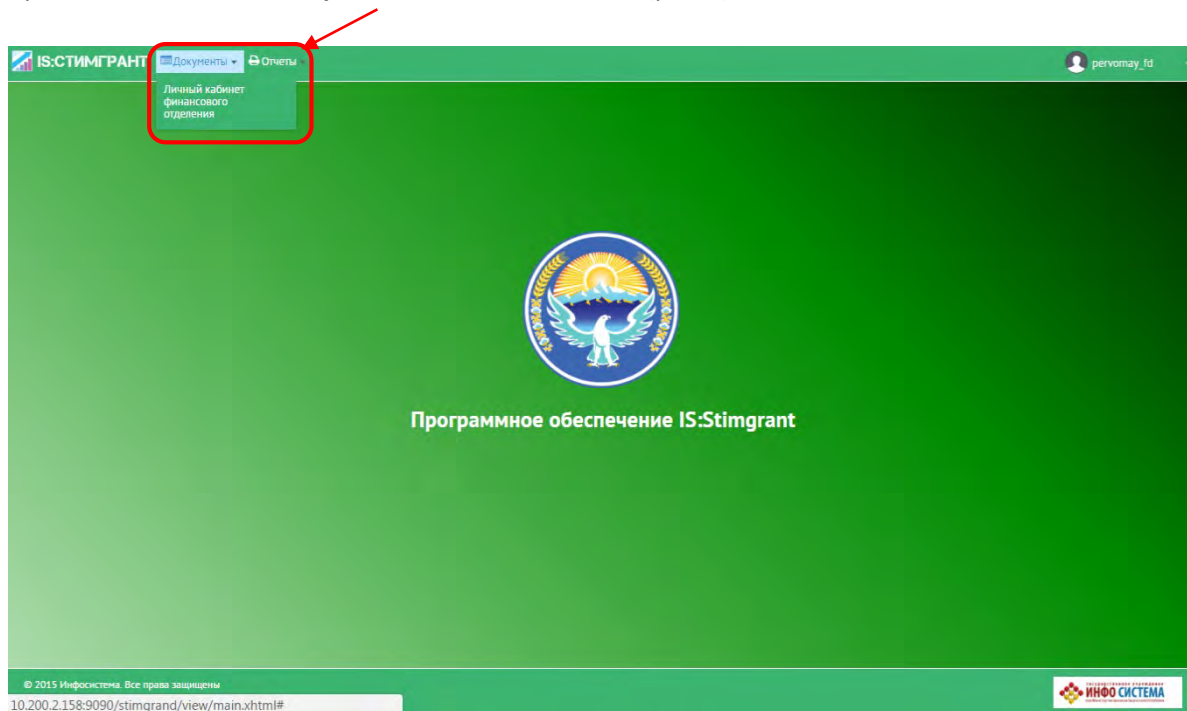 IS:СТИМГРАНТ Документы Отчеты pervomay_fd
Личный кабинет
финансового
отделения
Программное обеспечение IS:Stimgrant
© 2015 Инфосистема. Все права защищены
ИНФО СИСТЕМА
10.200.2.158:9090/stimgrand/view/main.xhtml#